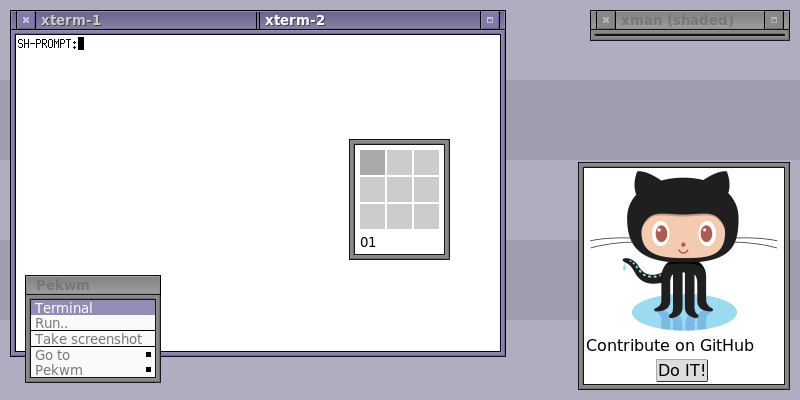 xterm-1
xterm-2
xman (shaded)
SH-PROMPT:
01
Pekwm
Terminal
Run..
Take screenshot
Go to
Pekwm
Contribute on GitHub
Do IT!